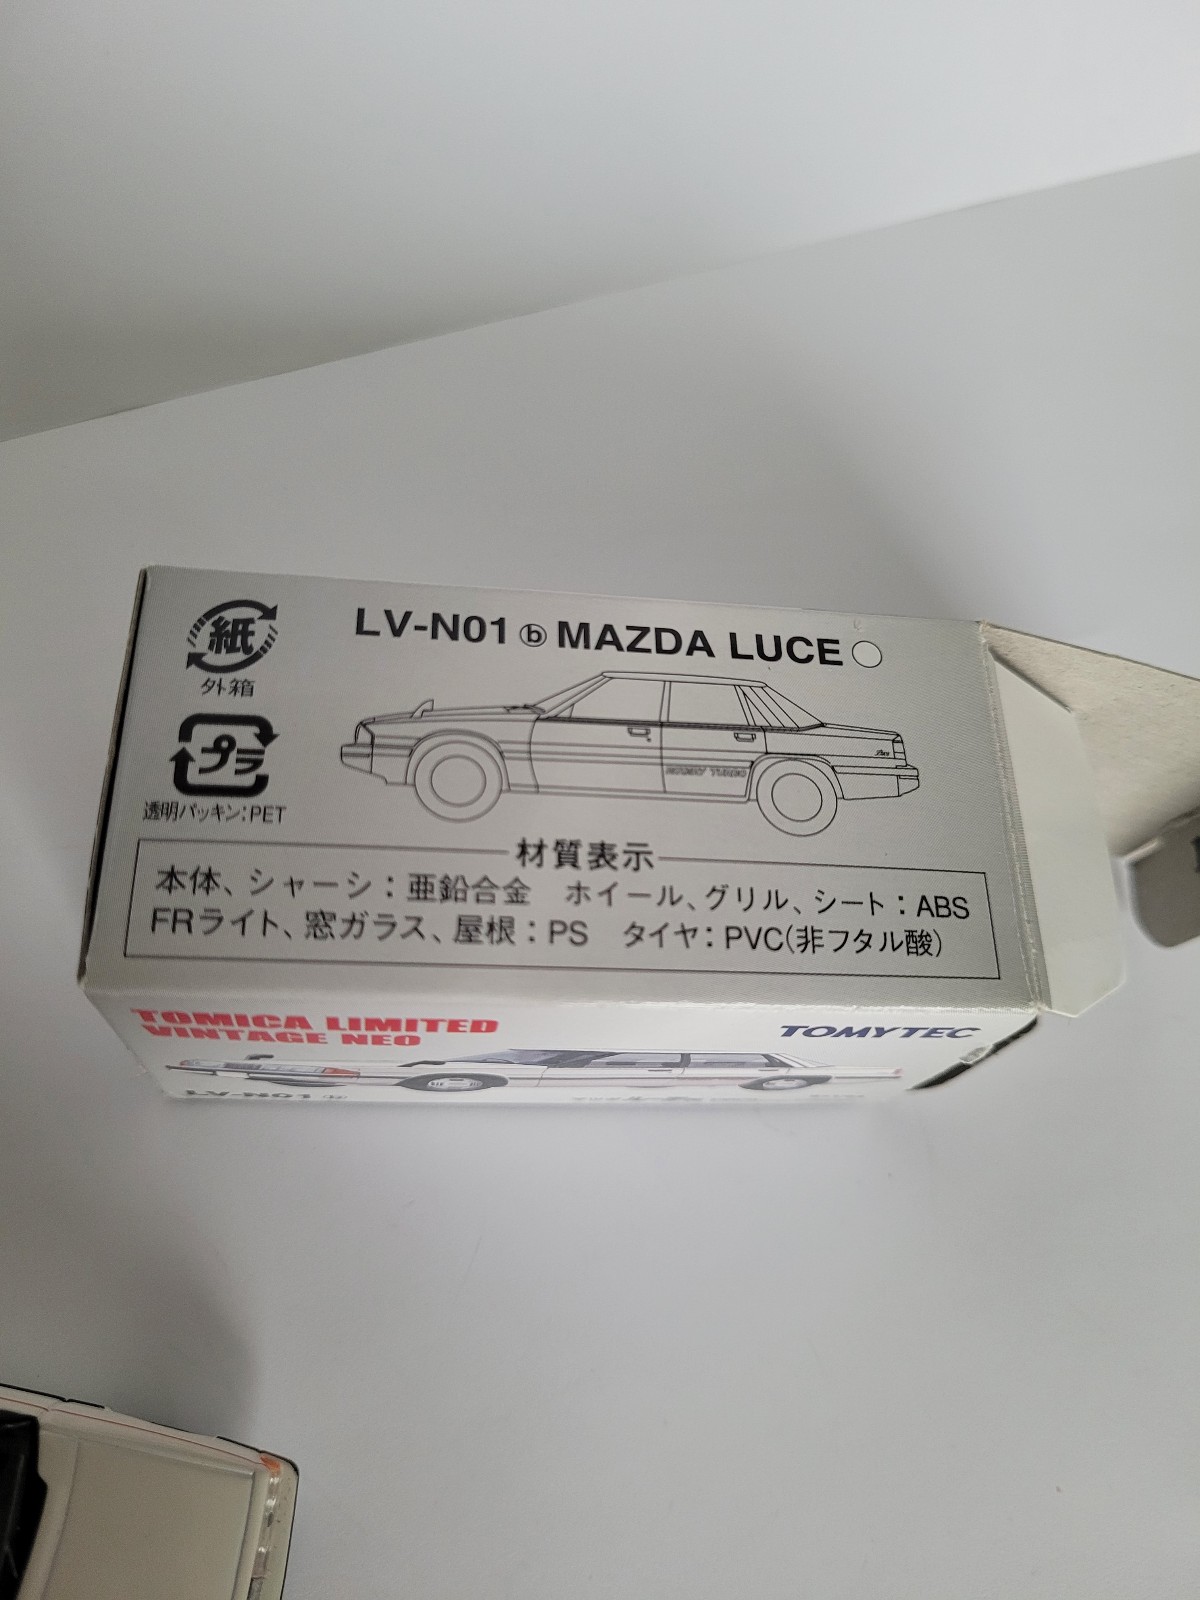 LV-N01 ⓑ MAZDA LUCE ○
紙
外箱
プラ
透明パッキン:PET
Luce
ROTARY TURBO
材質表示
本体、シャーシ：亜鉛合金 ホイール、グリル、シート：ABS
FRライト、窓ガラス、屋根：PS タイヤ：PVC(非フタル酸)
TOMICA LIMITED
VINTAGE NEO
TOMYTEC
LV-N01 ⓑ